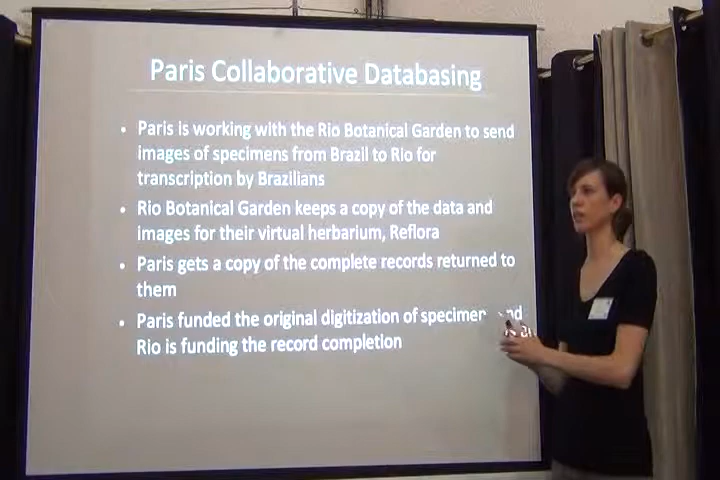 Paris Collaborative Databasing
• Paris is working with the Rio Botanical Garden to send
images of specimens from Brazil to Rio for
transcription by Brazilians
• Rio Botanical Garden keeps a copy of the data and
images for their virtual herbarium, Reflora
• Paris gets a copy of the complete records returned to
them
• Paris funded the original digitization of
Rio is funding the record completion